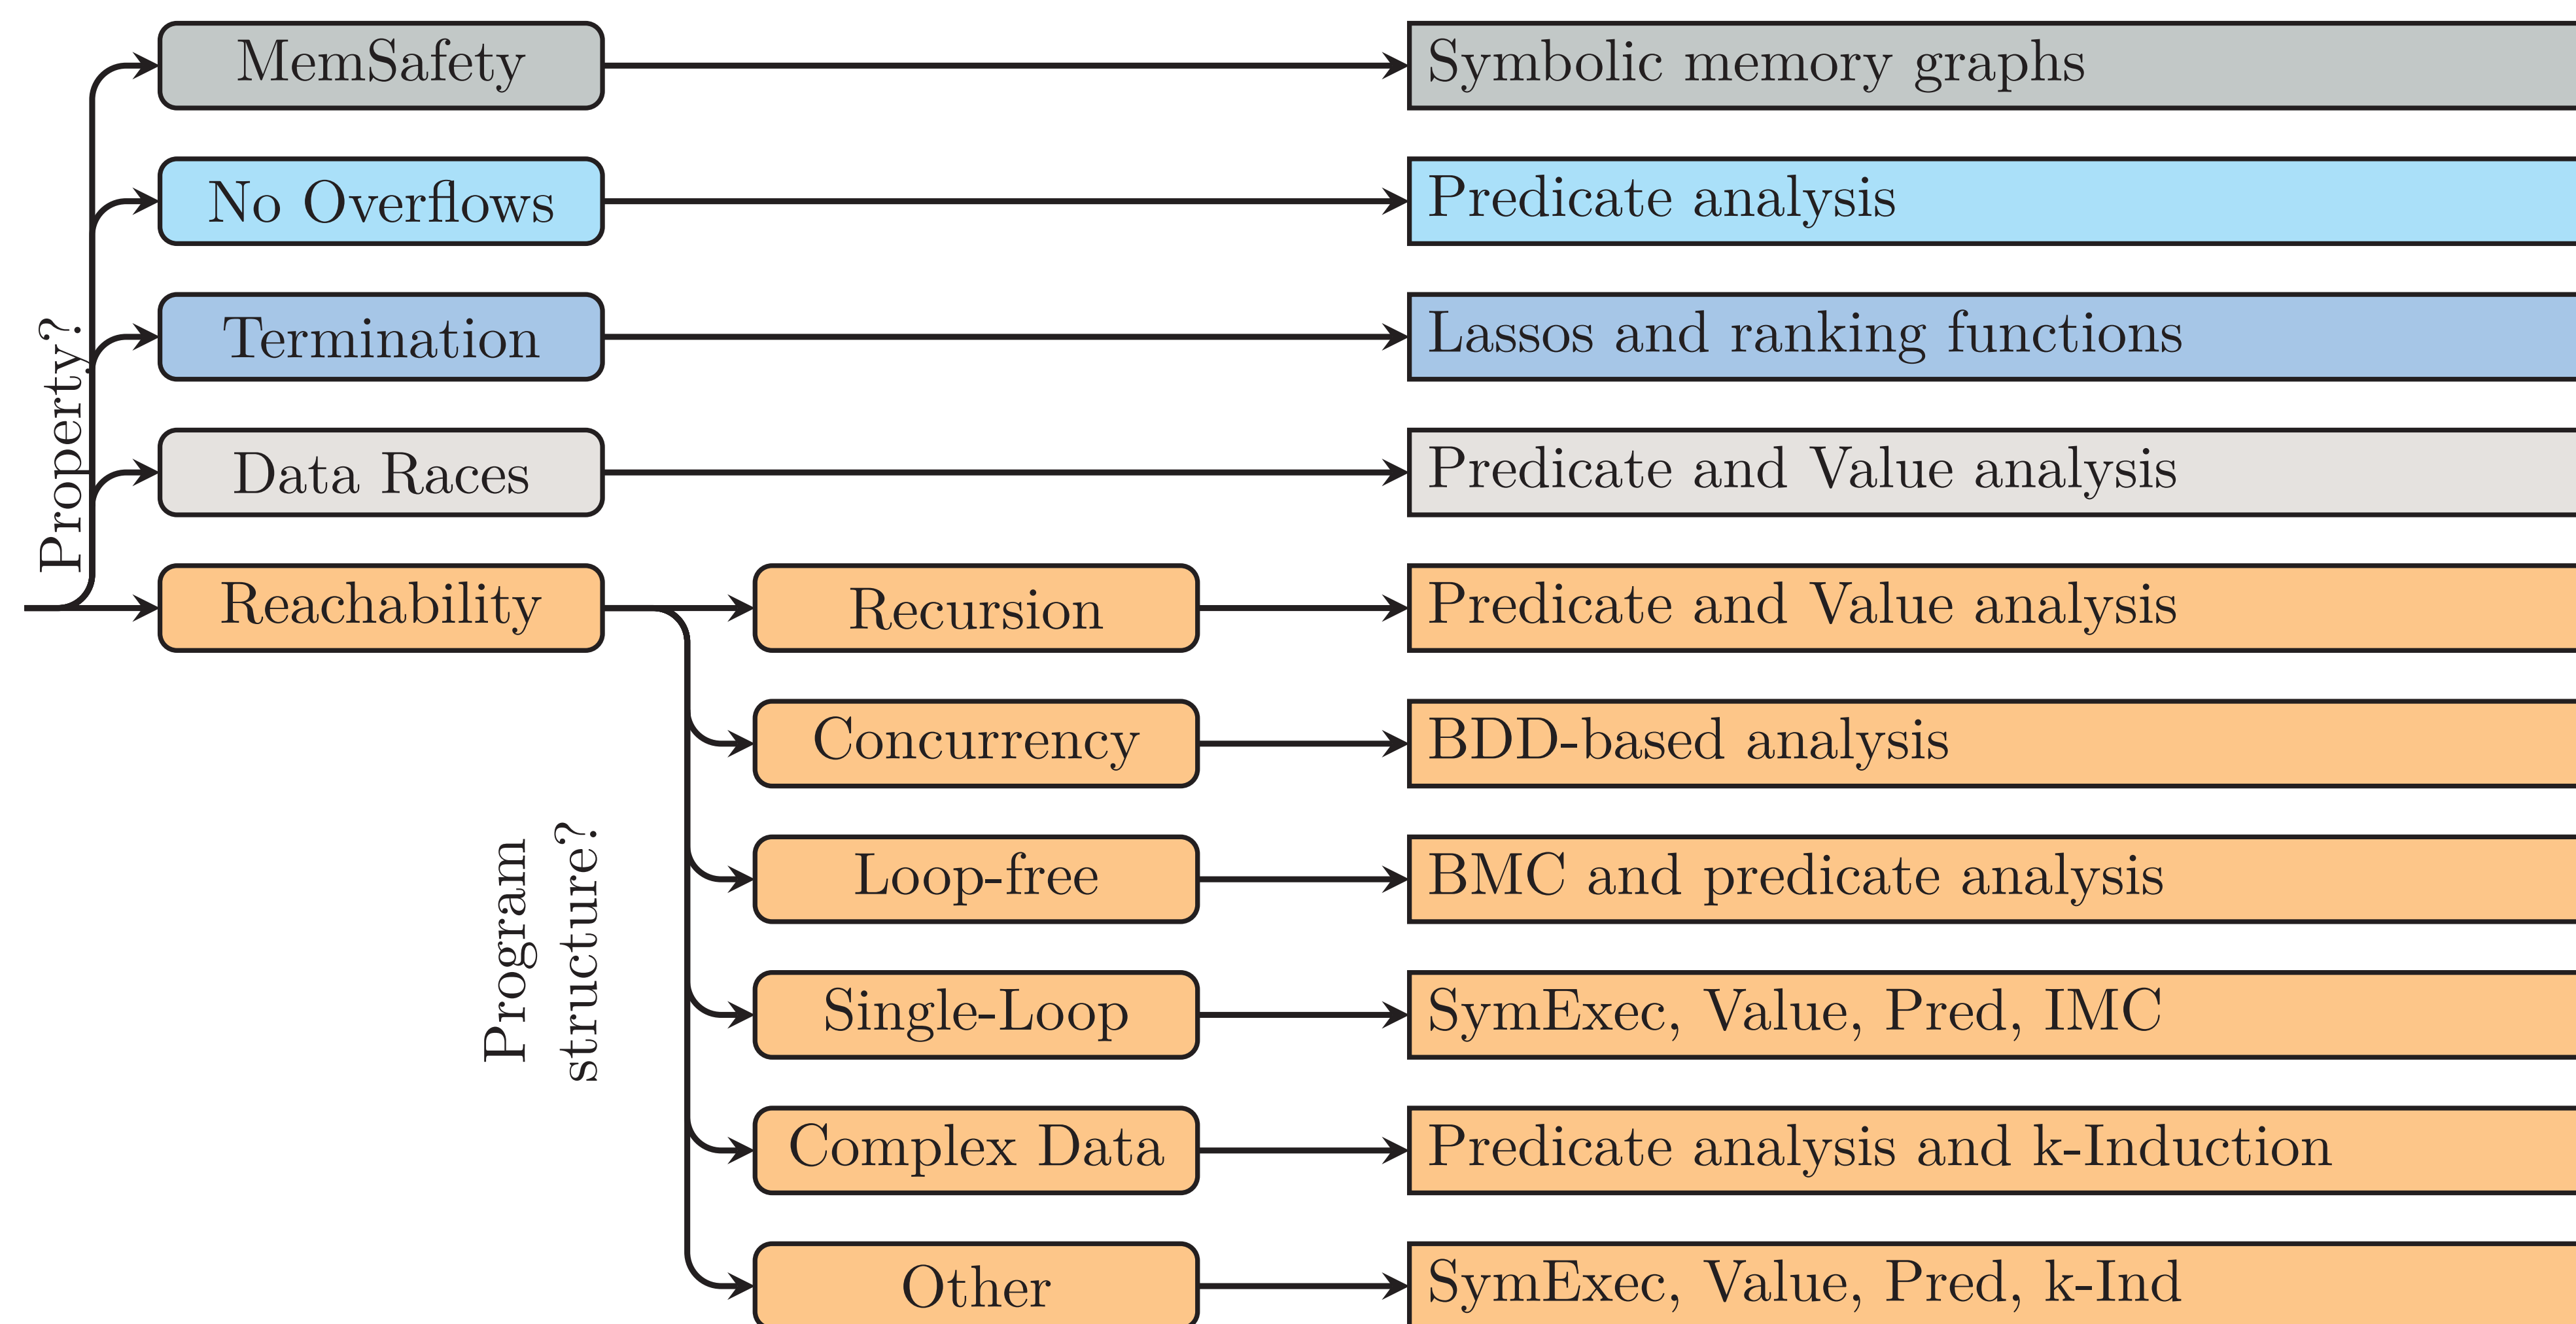 MemSafety
Symbolic memory graphs
No Overflows
Predicate analysis
Termination
Lassos and ranking functions
Data Races
Predicate and Value analysis
Property?
Reachability
Recursion
Predicate and Value analysis
Concurrency
BDD-based analysis
Loop-free
BMC and predicate analysis
Program
structure?
Single-Loop
SymExec, Value, Pred, IMC
Complex Data
Predicate analysis and k-Induction
Other
SymExec, Value, Pred, k-Ind